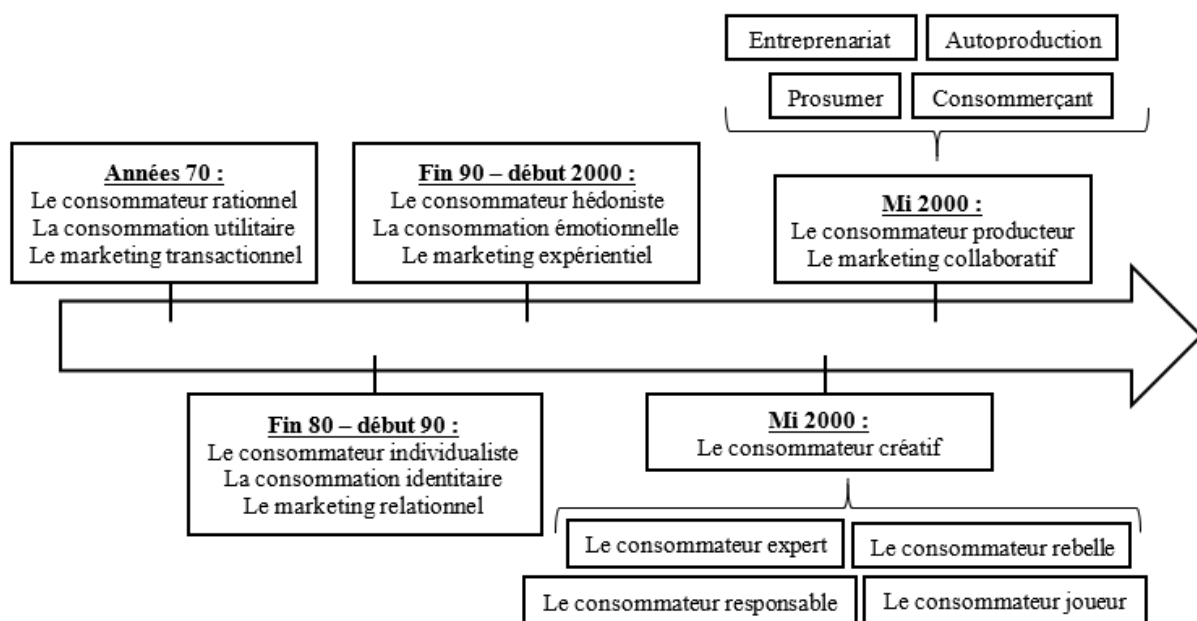 Entreprenariat
Autoproduction
Prosumer
Consommerçant
Années 70 :
Le consommateur rationnel
La consommation utilitaire
Le marketing transactionnel
Fin 90 – début 2000 :
Le consommateur hédoniste
La consommation émotionnelle
Le marketing expérientiel
Mi 2000 :
Le consommateur producteur
Le marketing collaboratif
Fin 80 – début 90 :
Le consommateur individualiste
La consommation identitaire
Le marketing relationnel
Mi 2000 :
Le consommateur créatif
Le consommateur expert
Le consommateur rebelle
Le consommateur responsable
Le consommateur joueur